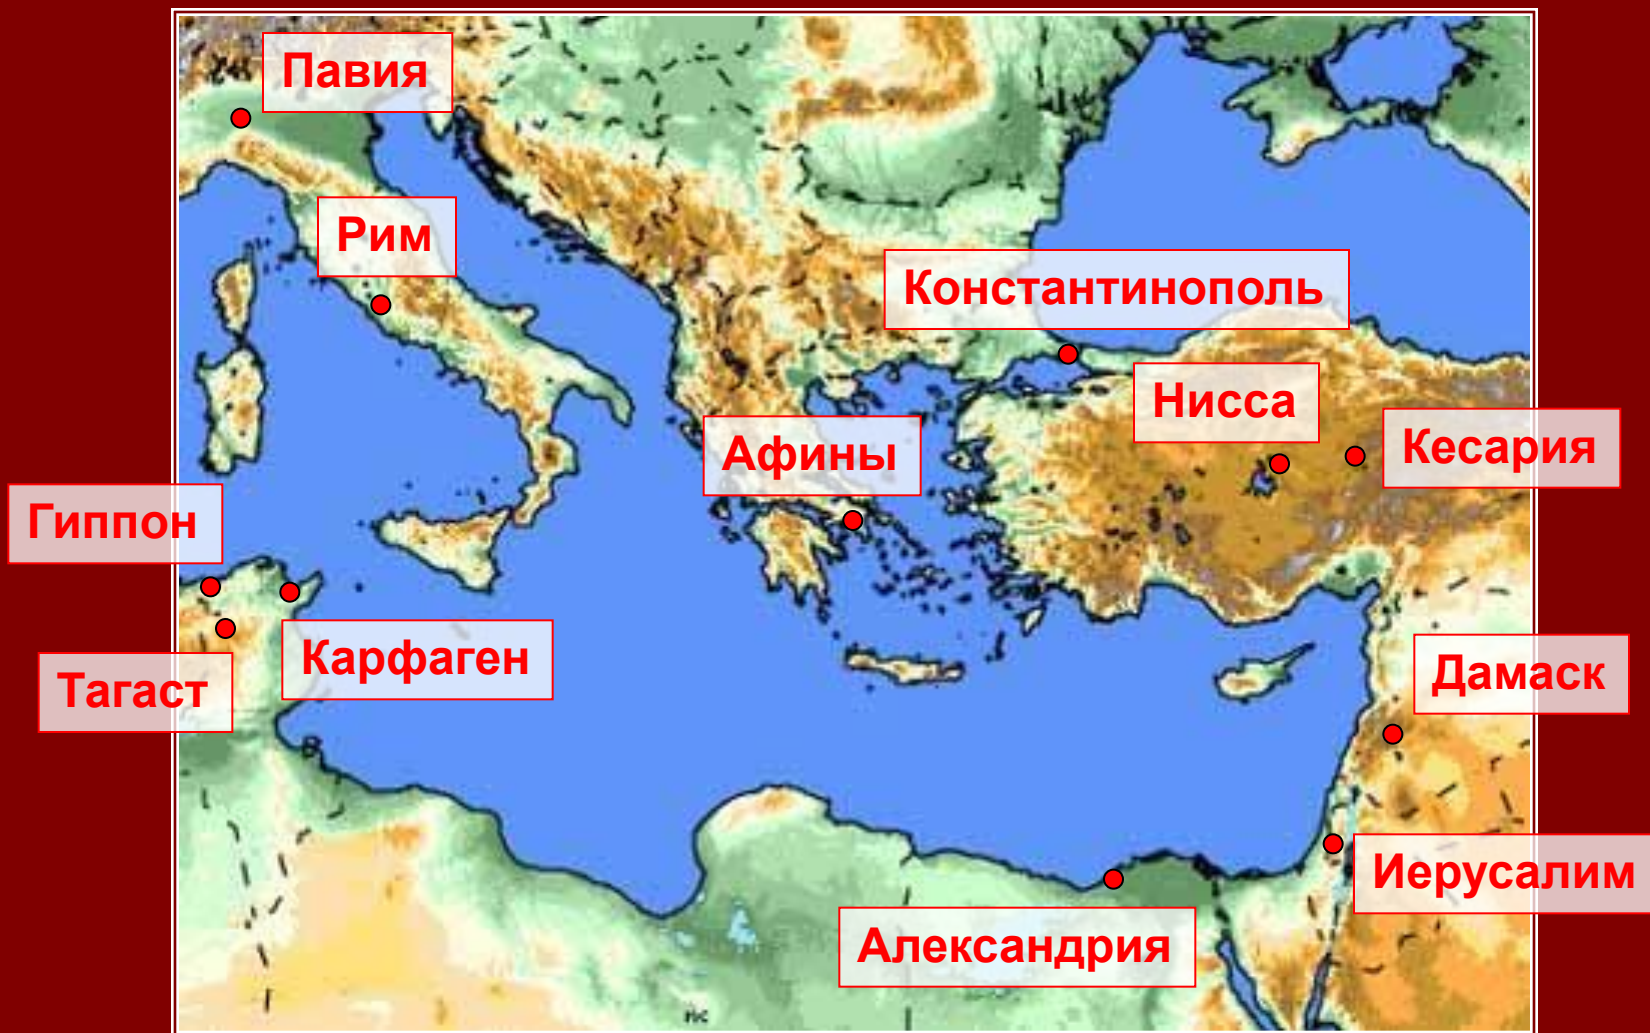 Павия
Рим
Константинополь
Нисса
Афины
Кесария
Гиппон
Карфаген
Тагаст
Дамаск
Иерусалим
Александрия